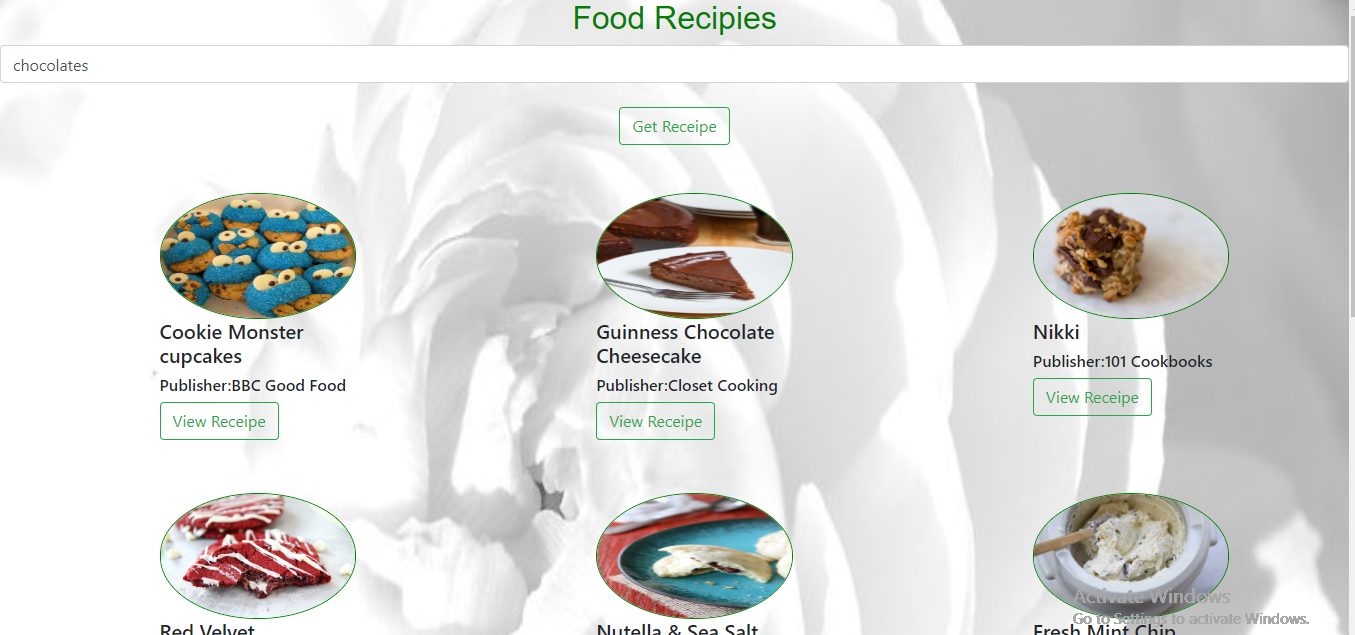 Food Recipies
chocolates
Get Receipe
Cookie Monster
cupcakes
Publisher:BBC Good Food
View Receipe
Guinness Chocolate
Cheesecake
Publisher:Closet Cooking
View Receipe
Nikki
Publisher:101 Cookbooks
View Receipe
Red Velvet
Nutella & Sea Salt
Fresh Mint Chip
Activate Windows
Go to Settings to activate Windows.